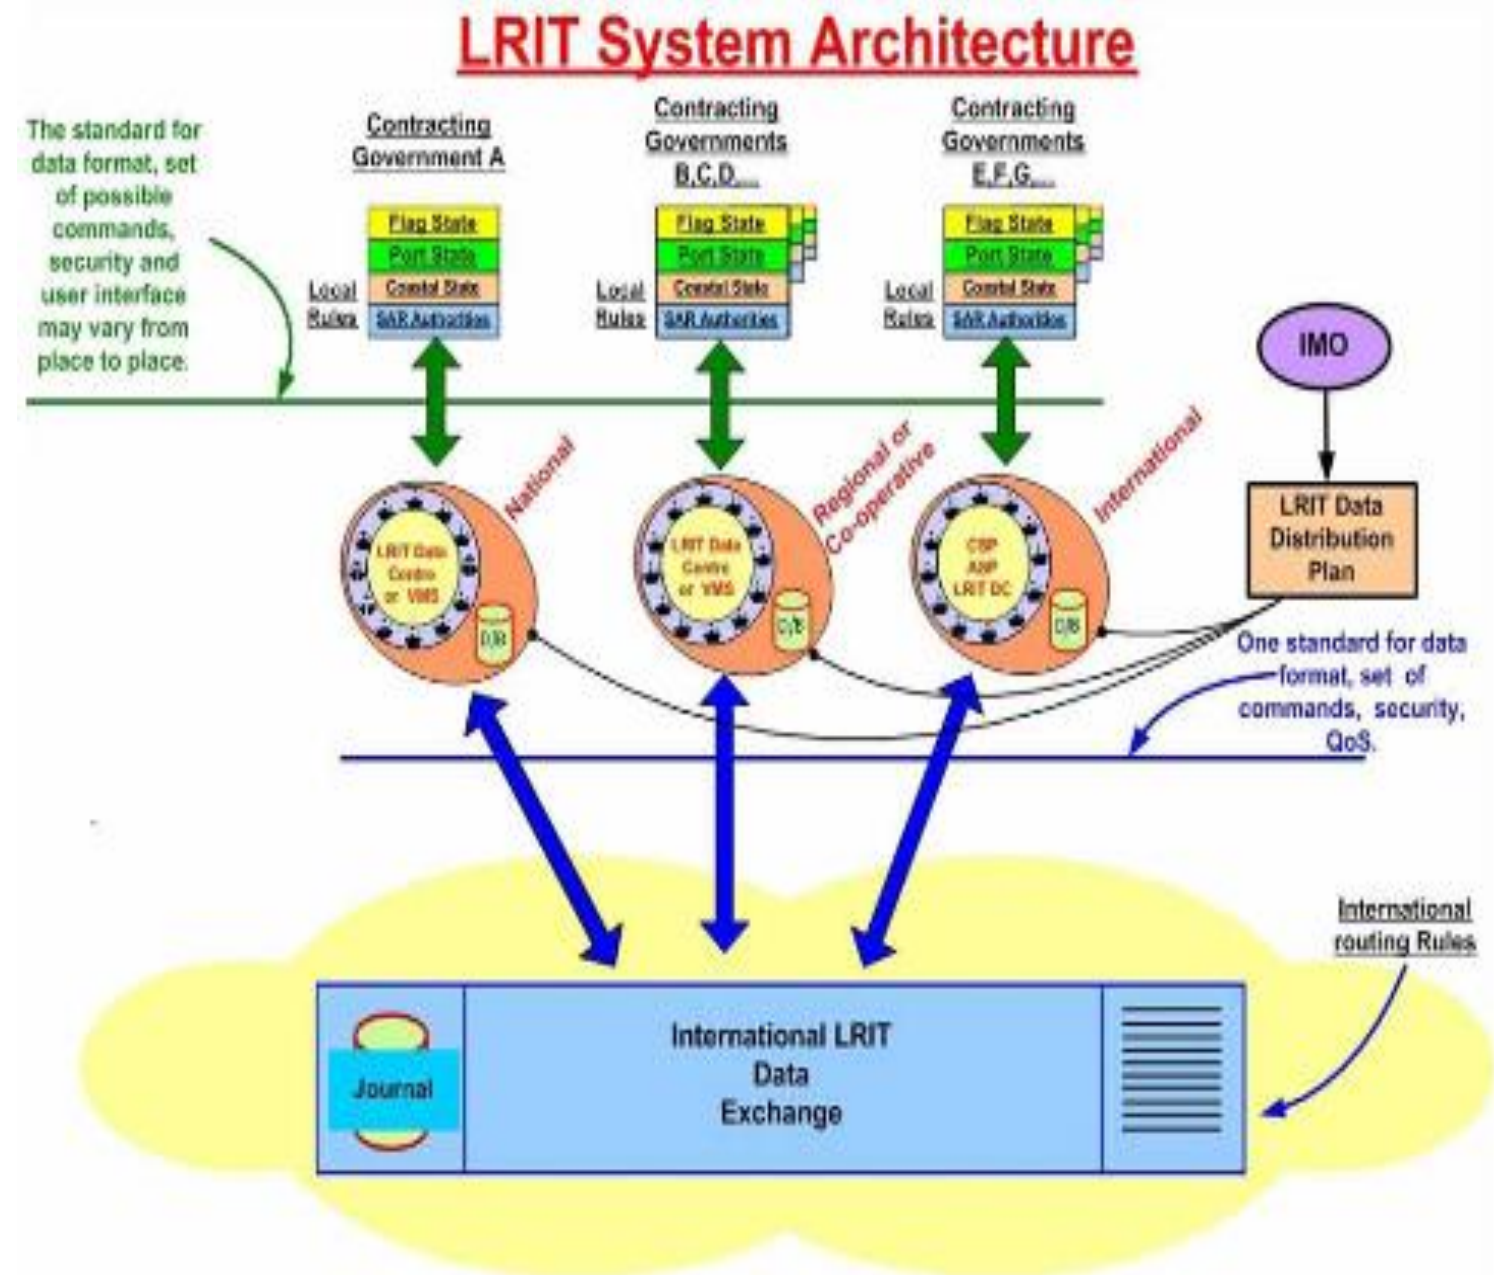 LRIT System Architecture
The standard for
data format, set
of possible
commands,
security and
user interface
may vary from
place to place.
Contracting
Government A
Flag State
Port State
Coastal State
SAR Authorities
Local
Rules
Contracting
Governments
B,C,D,...
Flag State
Port State
Coastal State
SAR Authorities
Local
Rules
Contracting
Governments
E,F,G,...
Flag State
Port State
Coastal State
SAR Authorities
Local
Rules
IMO
LRIT Data
Distribution
Plan
National
LRIT Data
Centre
or VMS
D/B
Regional or
Co-operative
LRIT Data
Centre
or VMS
D/B
International
CSP
ASP
LRIT DC
D/B
One standard for data
format, set of
commands, security,
QoS.
International
routing Rules
Journal
International LRIT
Data
Exchange